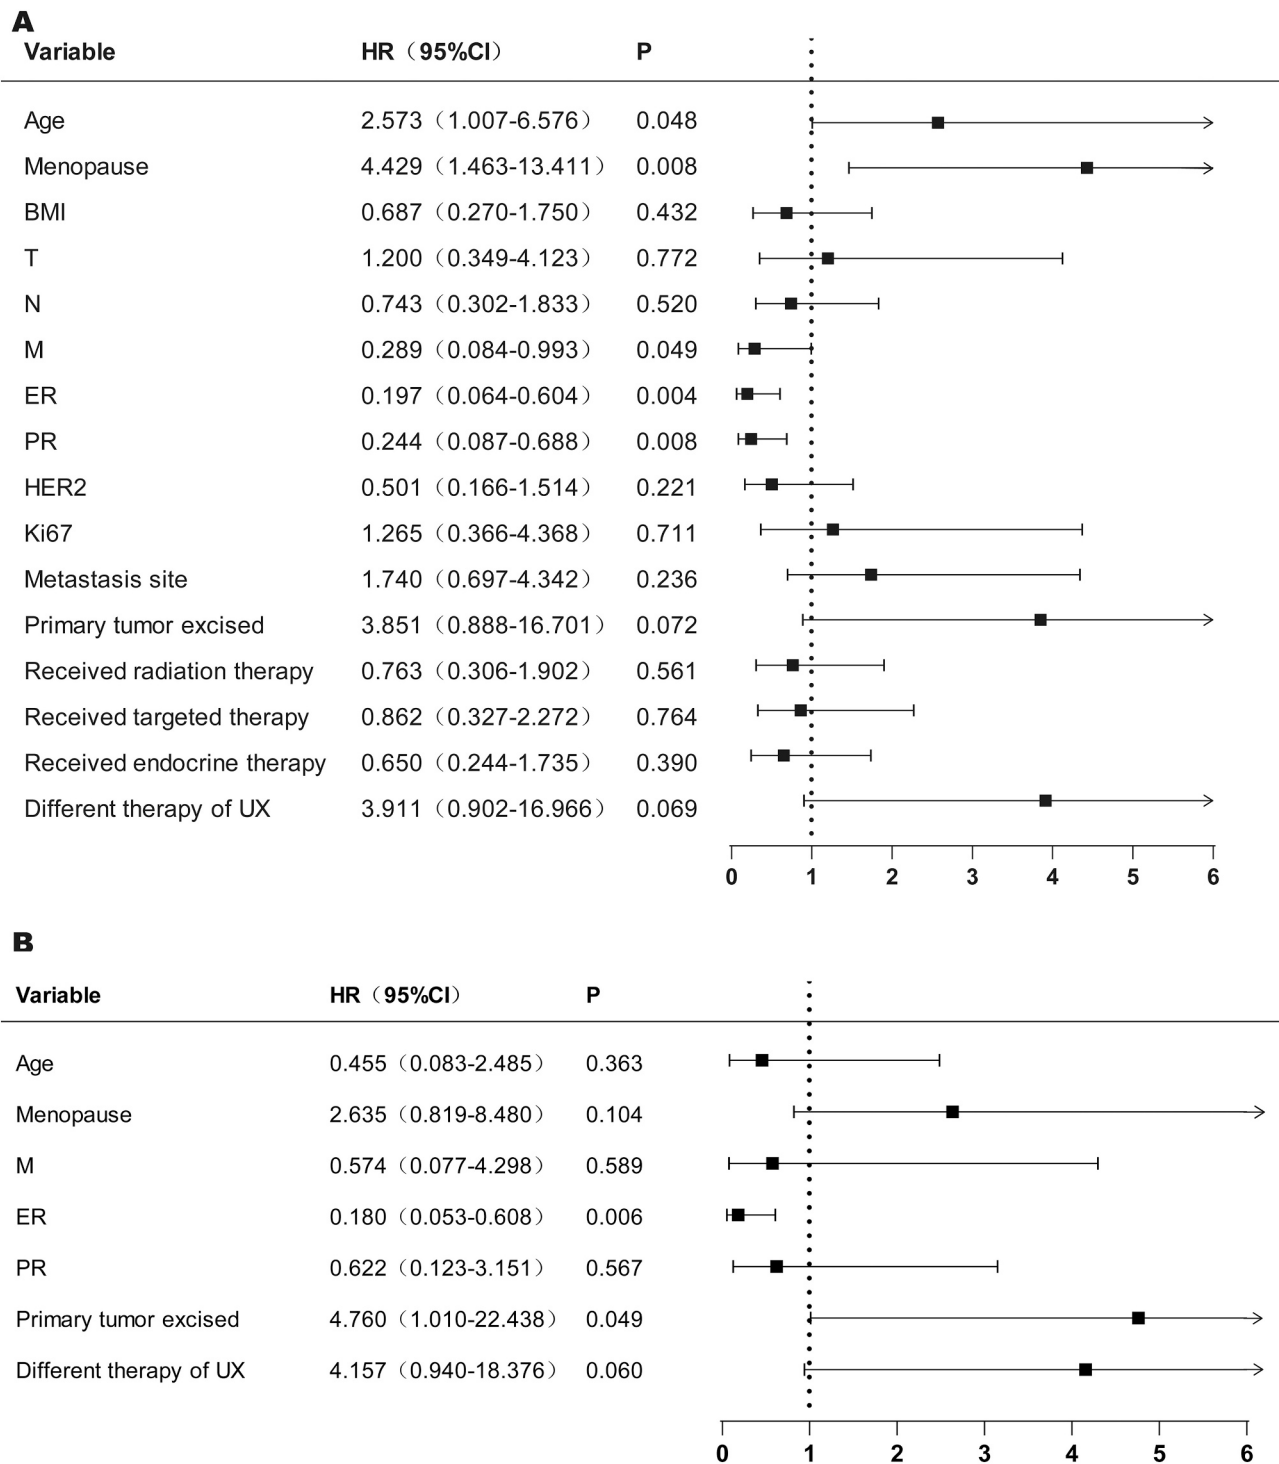 A
Variable HR（95%CI） P
Age 2.573（1.007-6.576） 0.048
Menopause 4.429（1.463-13.411） 0.008
BMI 0.687（0.270-1.750） 0.432
T 1.200（0.349-4.123） 0.772
N 0.743（0.302-1.833） 0.520
M 0.289（0.084-0.993） 0.049
ER 0.197（0.064-0.604） 0.004
PR 0.244（0.087-0.688） 0.008
HER2 0.501（0.166-1.514） 0.221
Ki67 1.265（0.366-4.368） 0.711
Metastasis site 1.740（0.697-4.342） 0.236
Primary tumor excised 3.851（0.888-16.701） 0.072
Received radiation therapy 0.763（0.306-1.902） 0.561
Received targeted therapy 0.862（0.327-2.272） 0.764
Received endocrine therapy 0.650（0.244-1.735） 0.390
Different therapy of UX 3.911（0.902-16.966） 0.069
0 1 2 3 4 5 6
B
Variable HR（95%CI） P
Age 0.455（0.083-2.485） 0.363
Menopause 2.635（0.819-8.480） 0.104
M 0.574（0.077-4.298） 0.589
ER 0.180（0.053-0.608） 0.006
PR 0.622（0.123-3.151） 0.567
Primary tumor excised 4.760（1.010-22.438） 0.049
Different therapy of UX 4.157（0.940-18.376） 0.060
0 1 2 3 4 5 6